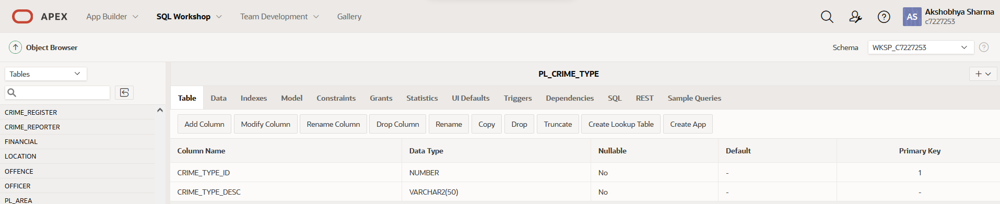 APEX App Builder SQL Workshop Team Development Gallery AS Akshobhya Sharma
c7227253
Object Browser Schema WKSP_C7227253
Tables PL_CRIME_TYPE
Table Data Indexes Model Constraints Grants Statistics UI Defaults Triggers Dependencies SQL REST Sample Queries
CRIME_REGISTER
Add Column Modify Column Rename Column Drop Column Rename Copy Drop Truncate Create Lookup Table Create App
CRIME_REPORTER
FINANCIAL
Column Name Data Type Nullable Default Primary Key
LOCATION
OFFENCE
CRIME_TYPE_ID NUMBER No - 1
OFFICER
CRIME_TYPE_DESC VARCHAR2(50) No - -
PL_AREA